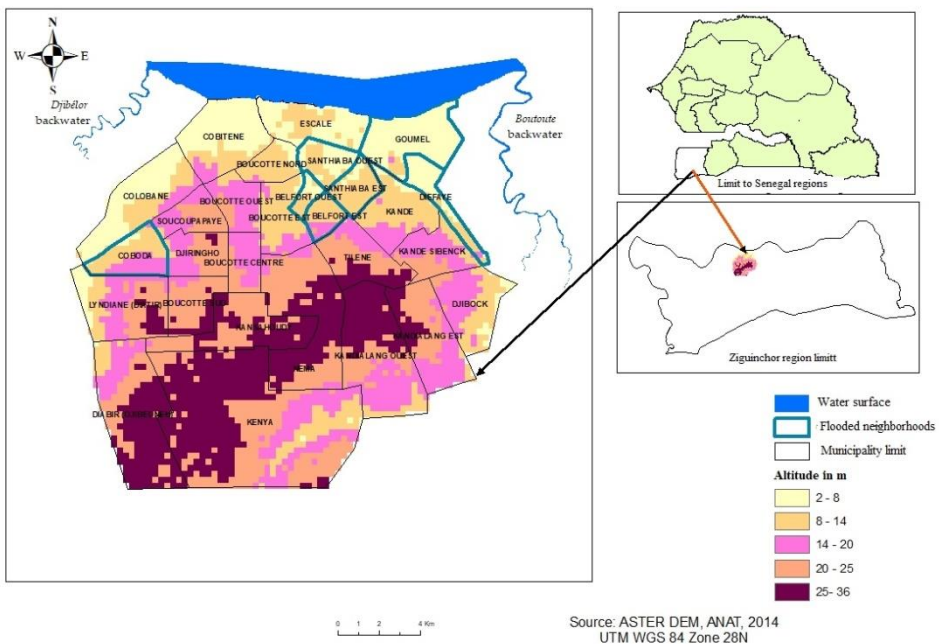 N
W E
S
Djibélor
backwater
Boutoute
backwater
ESCALE
COBITENE
GOUMEL
BOUCOTTE NORD
SANTHIABA OUEST
COLOBANE
SANTHIABA EST
BOUCOTTE OUEST
BELFORT OUEST
DIEFAYE
SOUCOUPAPAYE
BOUCOTTE EST
BELFORT EST
KANDE
COBODA
DJIRINGHO
BOUCOTTE CENTRE
TILENE
KANDE SIBENCK
LYNDIANE
BOUCOTTE
DJIBOCK
NEMA
KENYA
Limit to Senegal regions
Ziguinchor region limitt
Water surface
Flooded neighborhoods
Municipality limit
Altitude in m
2 - 8
8 - 14
14 - 20
20 - 25
25- 36
0 1 2 4 Km
Source: ASTER DEM, ANAT, 2014
UTM WGS 84 Zone 28N